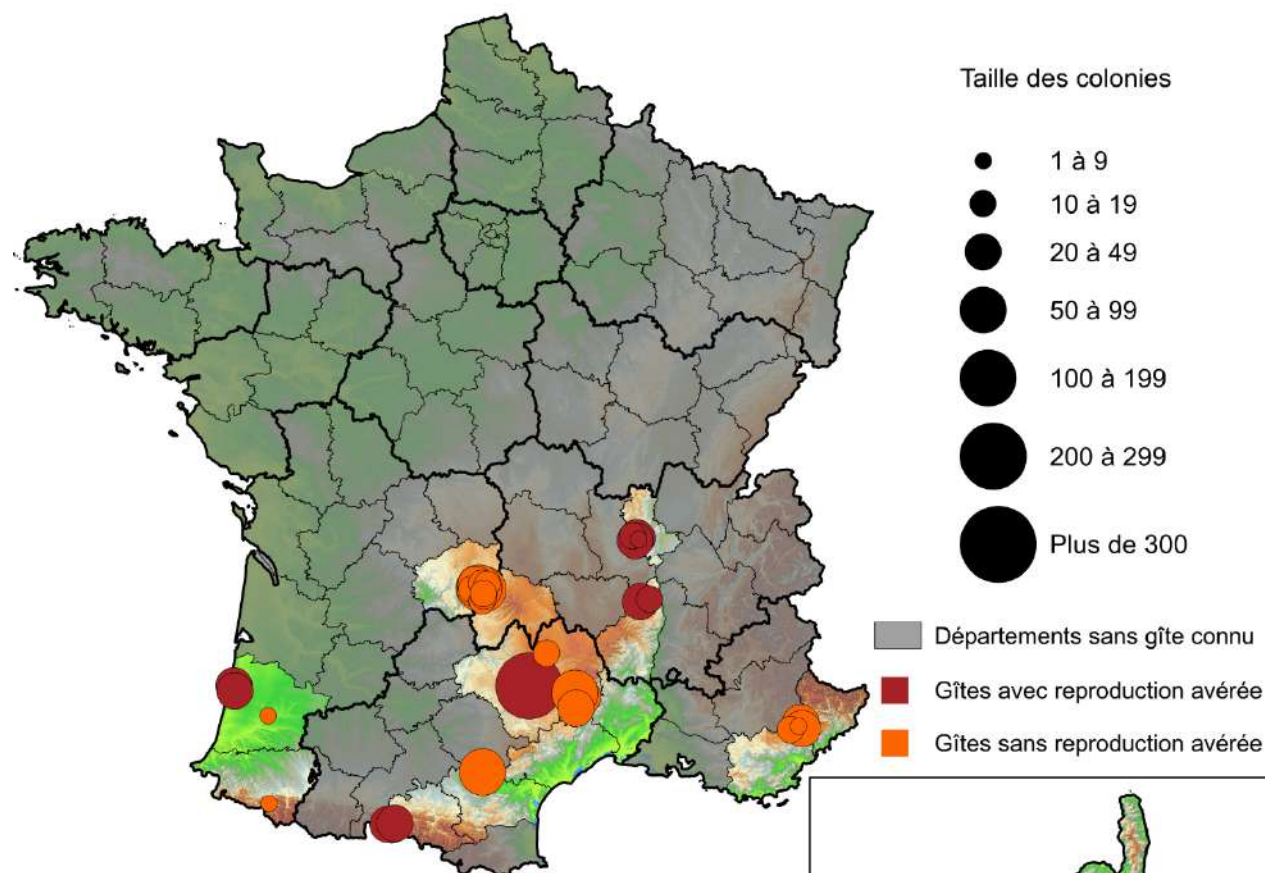 Taille des colonies
1 à 9
10 à 19
20 à 49
50 à 99
100 à 199
200 à 299
Plus de 300
Départements sans gîte connu
Gîtes avec reproduction avérée
Gîtes sans reproduction avérée